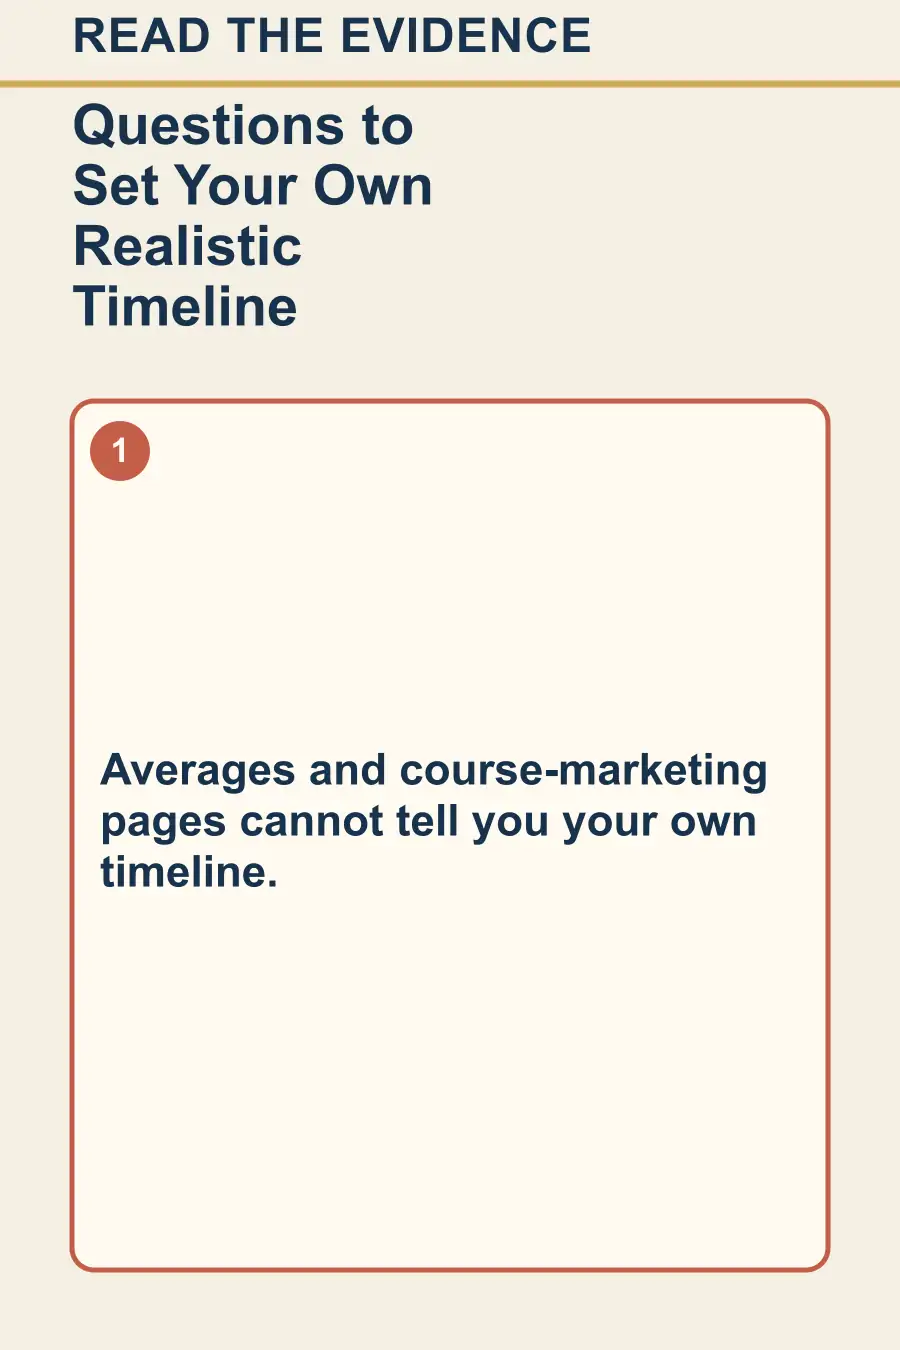 READ THE EVIDENCE
Questions to
Set Your Own
Realistic
Timeline
1
Averages and course-marketing
pages cannot tell you your own
timeline.